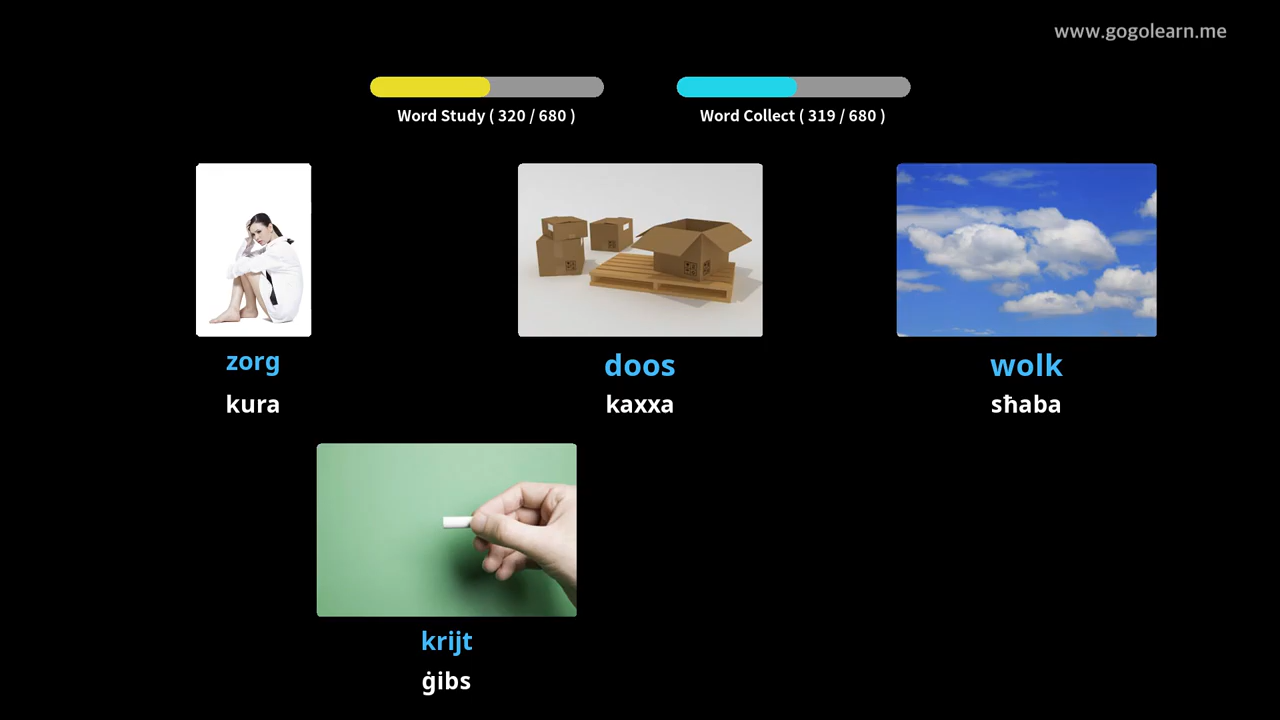 www.gogolearn.me
Word Study ( 320 / 680 )
Word Collect ( 319 / 680 )
zorg
kura
doos
kaxxa
wolk
sħaba
krijt
ġibs